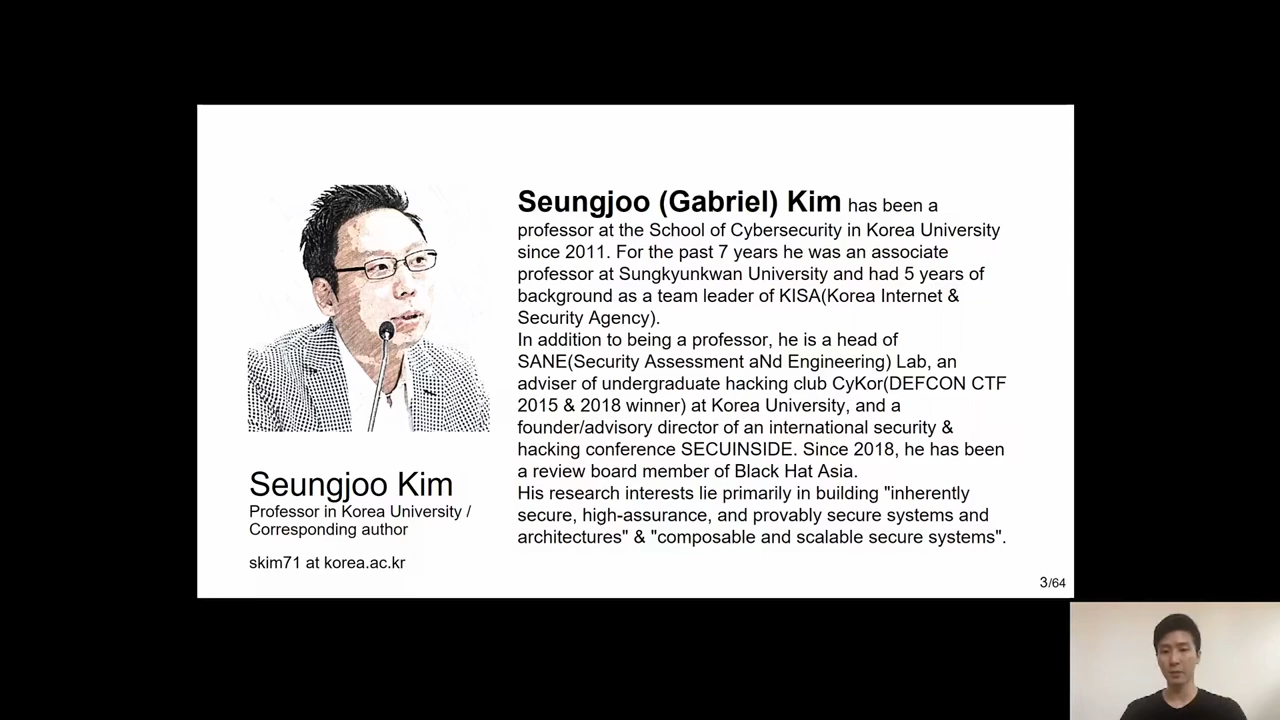 Seungjoo (Gabriel) Kim has been a
professor at the School of Cybersecurity in Korea University
since 2011. For the past 7 years he was an associate
professor at Sungkyunkwan University and had 5 years of
background as a team leader of KISA(Korea Internet &
Security Agency).
In addition to being a professor, he is a head of
SANE(Security Assessment aNd Engineering) Lab, an
adviser of undergraduate hacking club CyKor(DEFCON CTF
2015 & 2018 winner) at Korea University, and a
founder/advisory director of an international security &
hacking conference SECUINSIDE. Since 2018, he has been
a review board member of Black Hat Asia.
His research interests lie primarily in building "inherently
secure, high-assurance, and provably secure systems and
architectures" & "composable and scalable secure systems".
Seungjoo Kim
Professor in Korea University /
Corresponding author
skim71 at korea.ac.kr
3/64